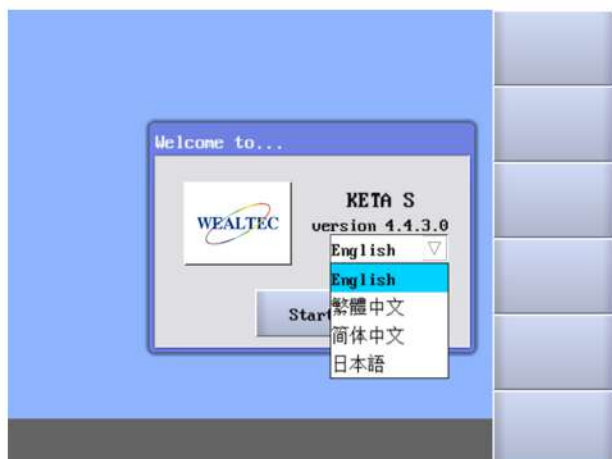 Welcome to...
WEALTEC
KETA S
version 4.4.3.0
English
English
繁體中文
简体中文
日本語
Start